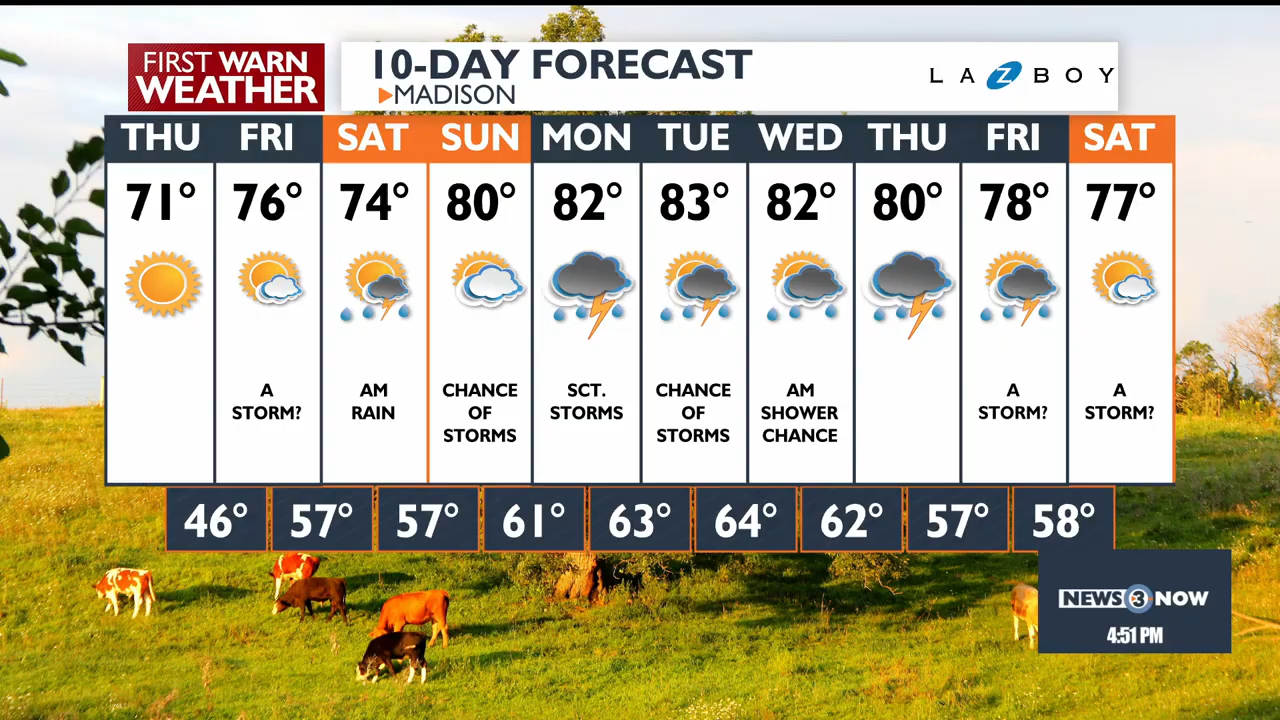 FIRST WARN
WEATHER
10-DAY FORECAST
MADISON
LA Z BOY
THU FRI SAT SUN MON TUE WED THU FRI SAT
71° 76° 74° 80° 82° 83° 82° 80° 78° 77°
A STORM?
AM RAIN
CHANCE OF STORMS
SCT. STORMS
CHANCE OF STORMS
AM SHOWER CHANCE
A STORM?
A STORM?
46° 57° 57° 61° 63° 64° 62° 57° 58°
NEWS 3 NOW
4:51 PM